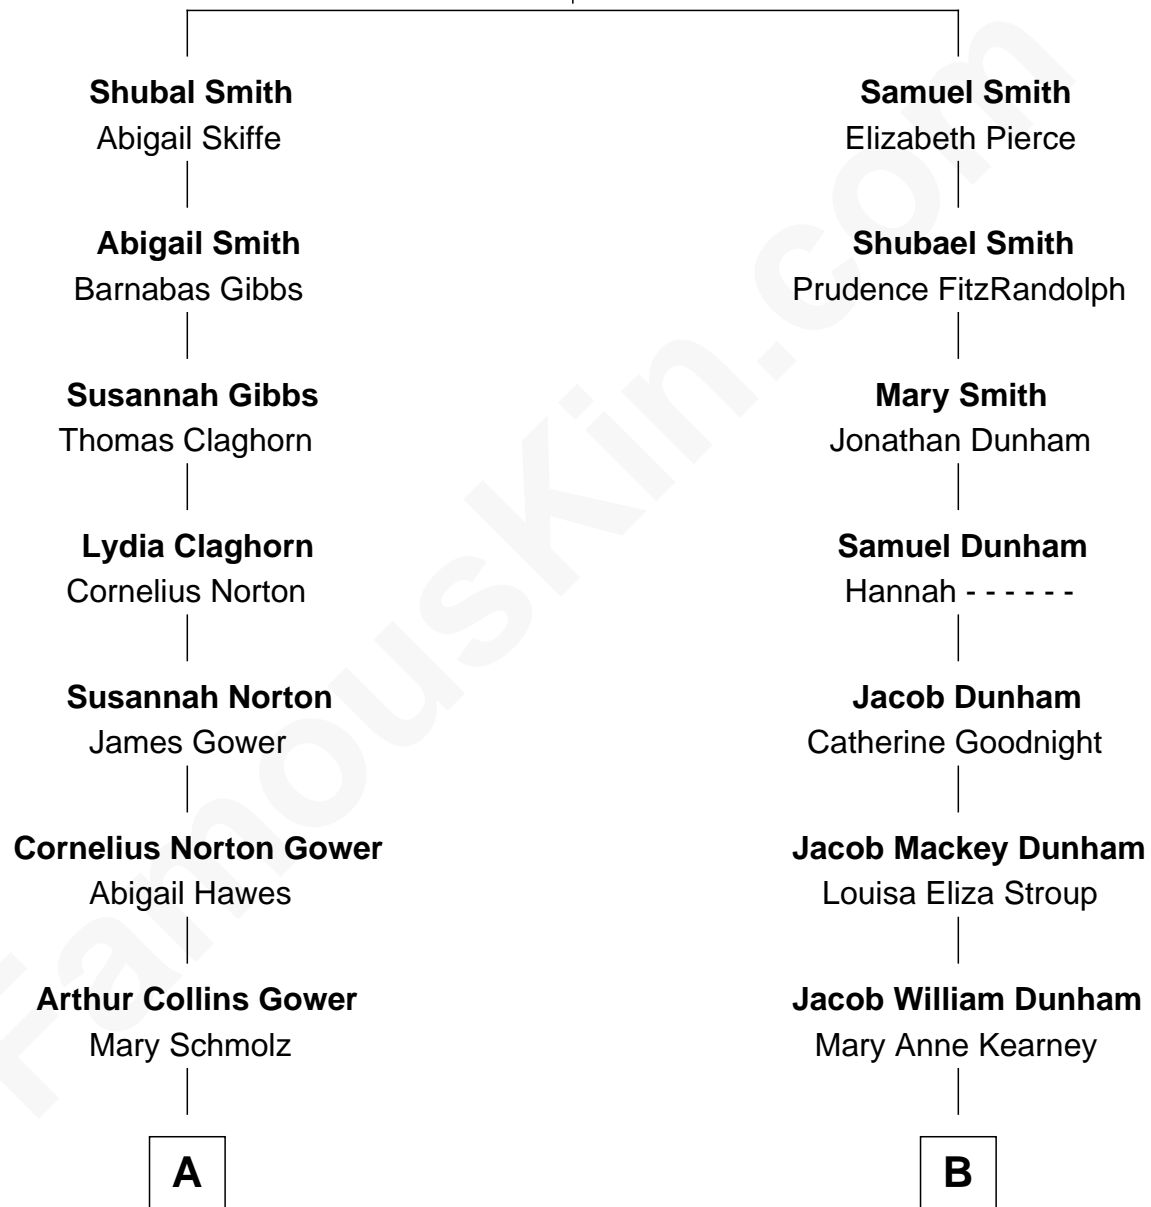 Shubal Smith
Abigail Skiffe
Abigail Smith
Barnabas Gibbs
Susannah Gibbs
Thomas Claghorn
Lydia Claghorn
Cornelius Norton
Susannah Norton
James Gower
Cornelius Norton Gower
Abigail Hawes
Arthur Collins Gower
Mary Schmolz
A
Samuel Smith
Elizabeth Pierce
Shubael Smith
Prudence FitzRandolph
Mary Smith
Jonathan Dunham
Samuel Dunham
Hannah - - - - - -
Jacob Dunham
Catherine Goodnight
Jacob Mackey Dunham
Louisa Eliza Stroup
Jacob William Dunham
Mary Anne Kearney
B
FamousKin.com